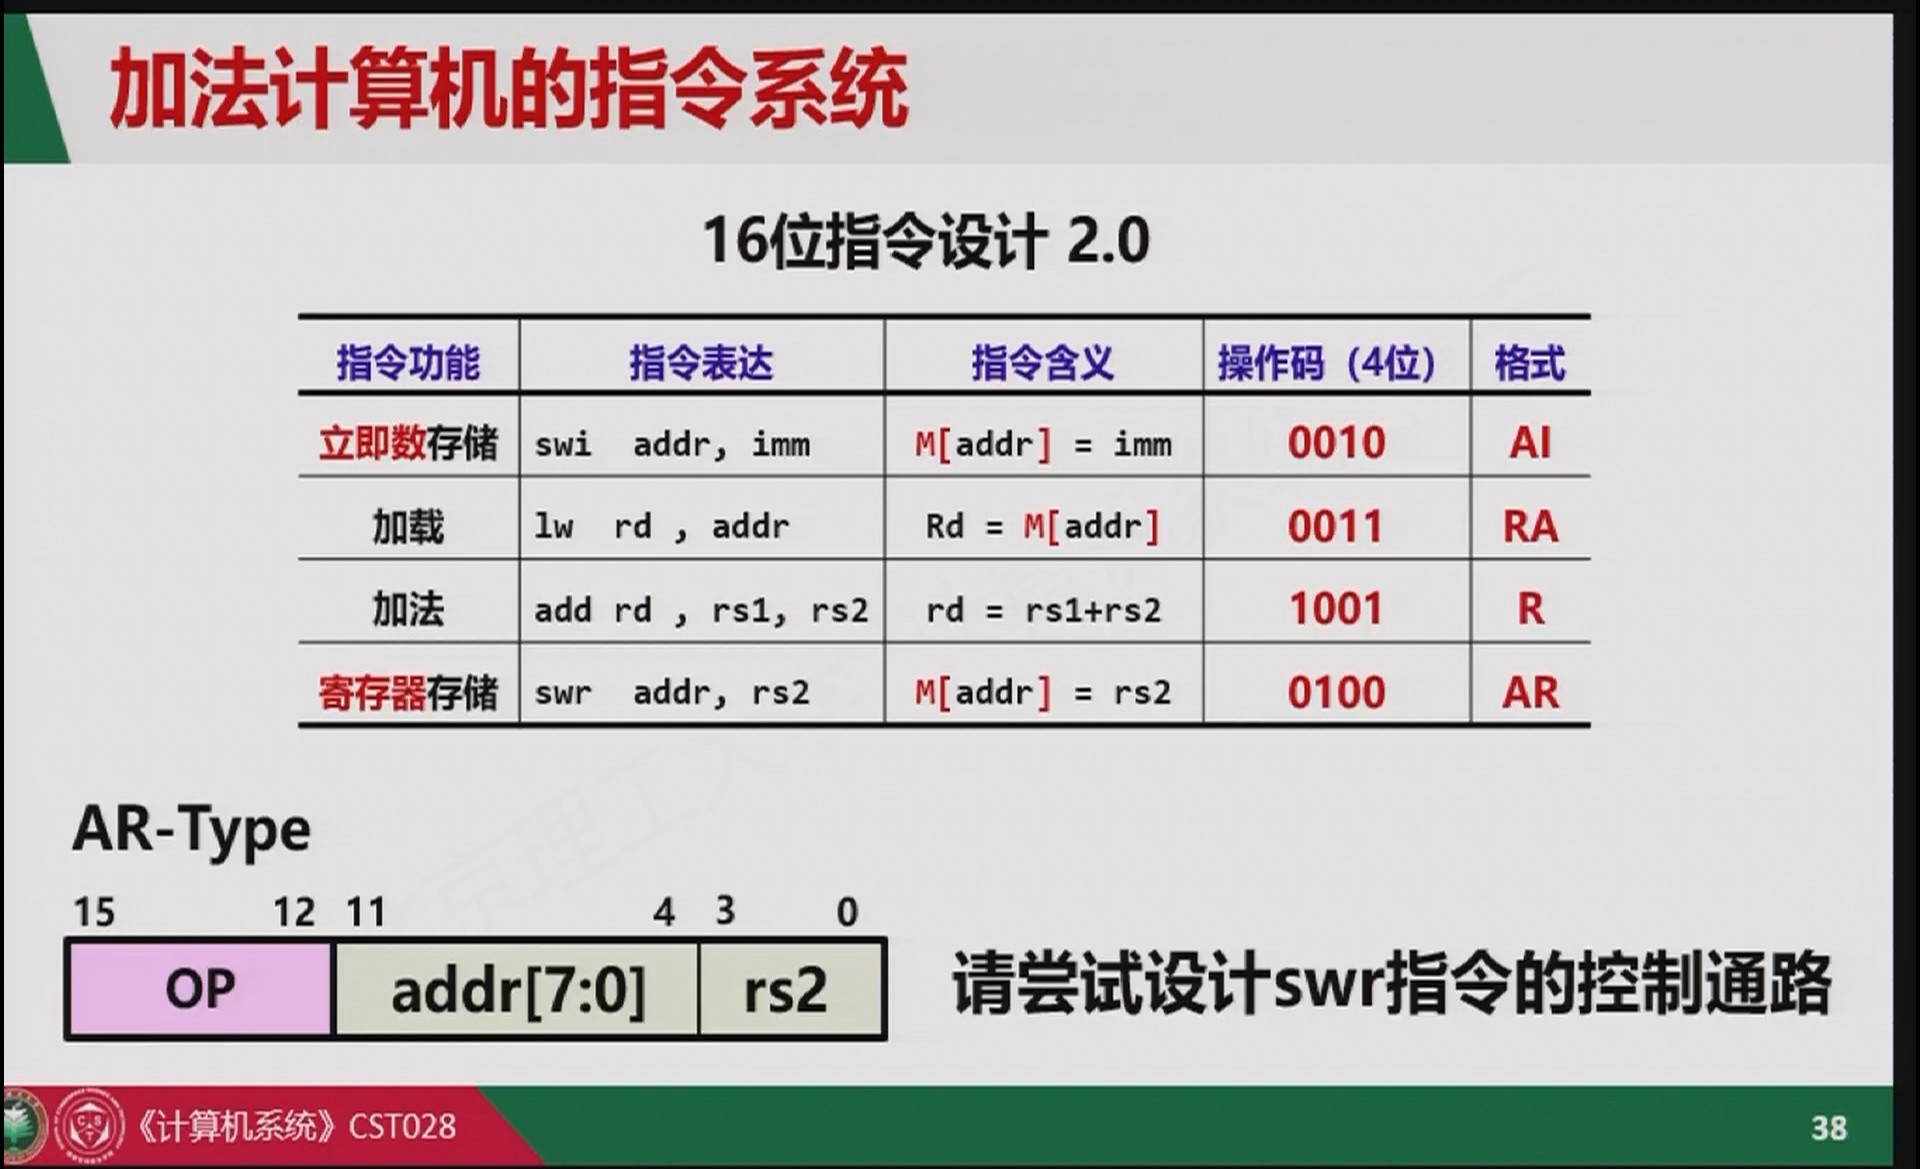 加法计算机的指令系统
16位指令设计 2.0
指令功能 指令表达 指令含义 操作码（4位） 格式
立即数存储 swi addr, imm M[addr] = imm 0010 AI
加载 lw rd , addr Rd = M[addr] 0011 RA
加法 add rd , rs1, rs2 rd = rs1+rs2 1001 R
寄存器存储 swr addr, rs2 M[addr] = rs2 0100 AR
AR-Type
15 12 11 4 3 0
OP addr[7:0] rs2
请尝试设计swr指令的控制通路
《计算机系统》CST028
38